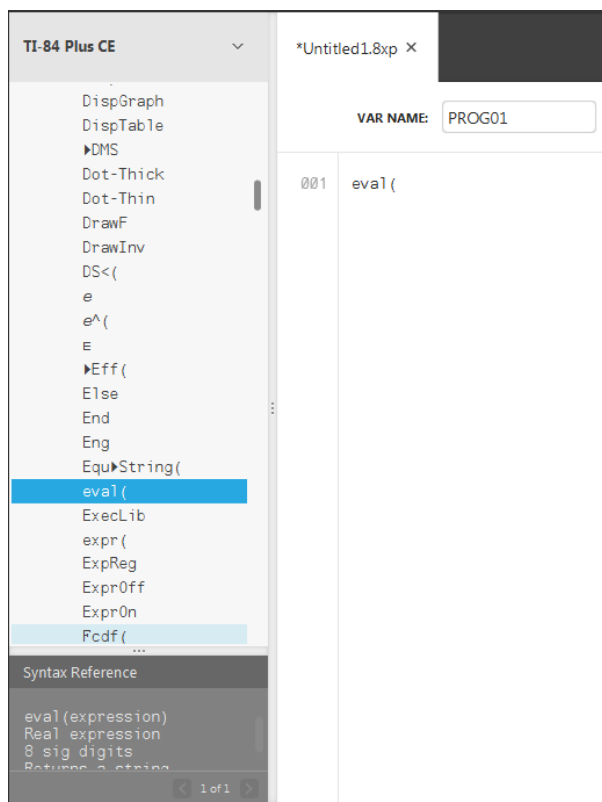 TI-84 Plus CE
*Untitled1.8xp ×
VAR NAME: PROG01
DispGraph
DispTable
▶DMS
Dot-Thick
Dot-Thin
DrawF
DrawInv
DS<(
e
e^(
ᴇ
▶Eff(
Else
End
Eng
Equ▶String(
eval(
ExecLib
expr(
ExpReg
ExprOff
ExprOn
Fcdf(
001 eval(
Syntax Reference
eval(expression)
Real expression
8 sig digits
Returns a string
< 1 of 1 >